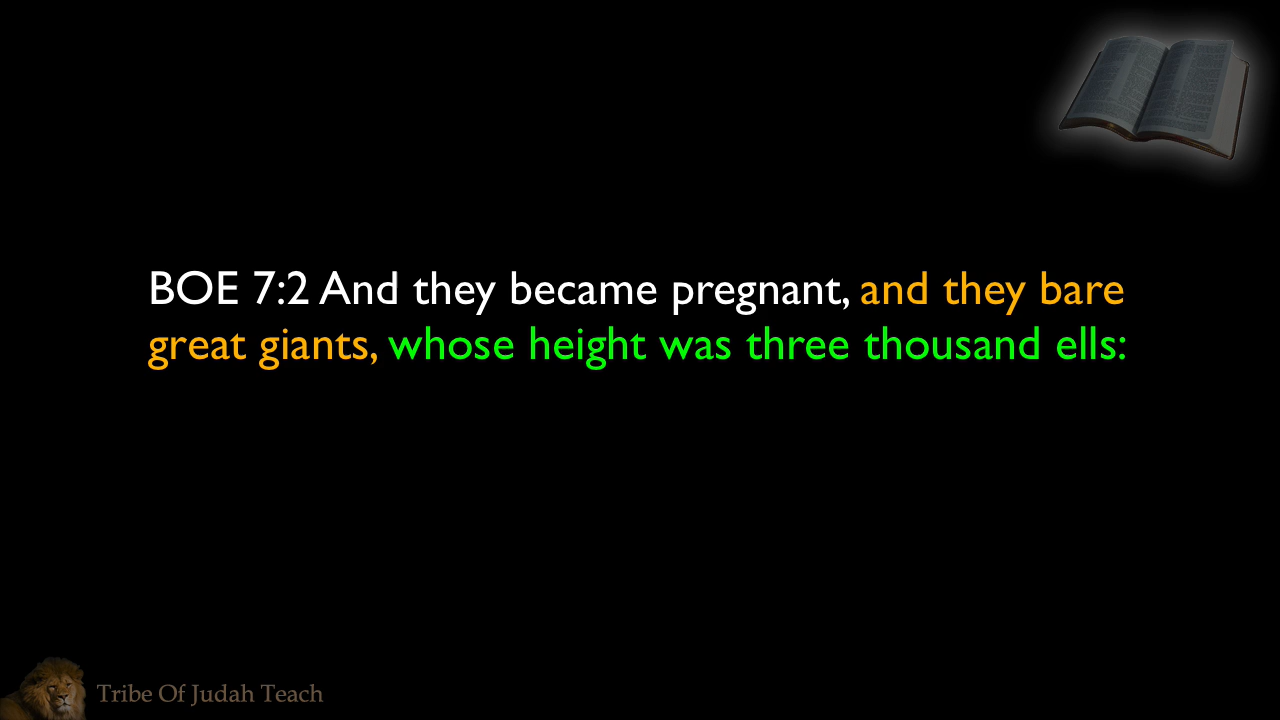 BOE 7:2 And they became pregnant, and they bare
great giants, whose height was three thousand ells:
Tribe Of Judah Teach